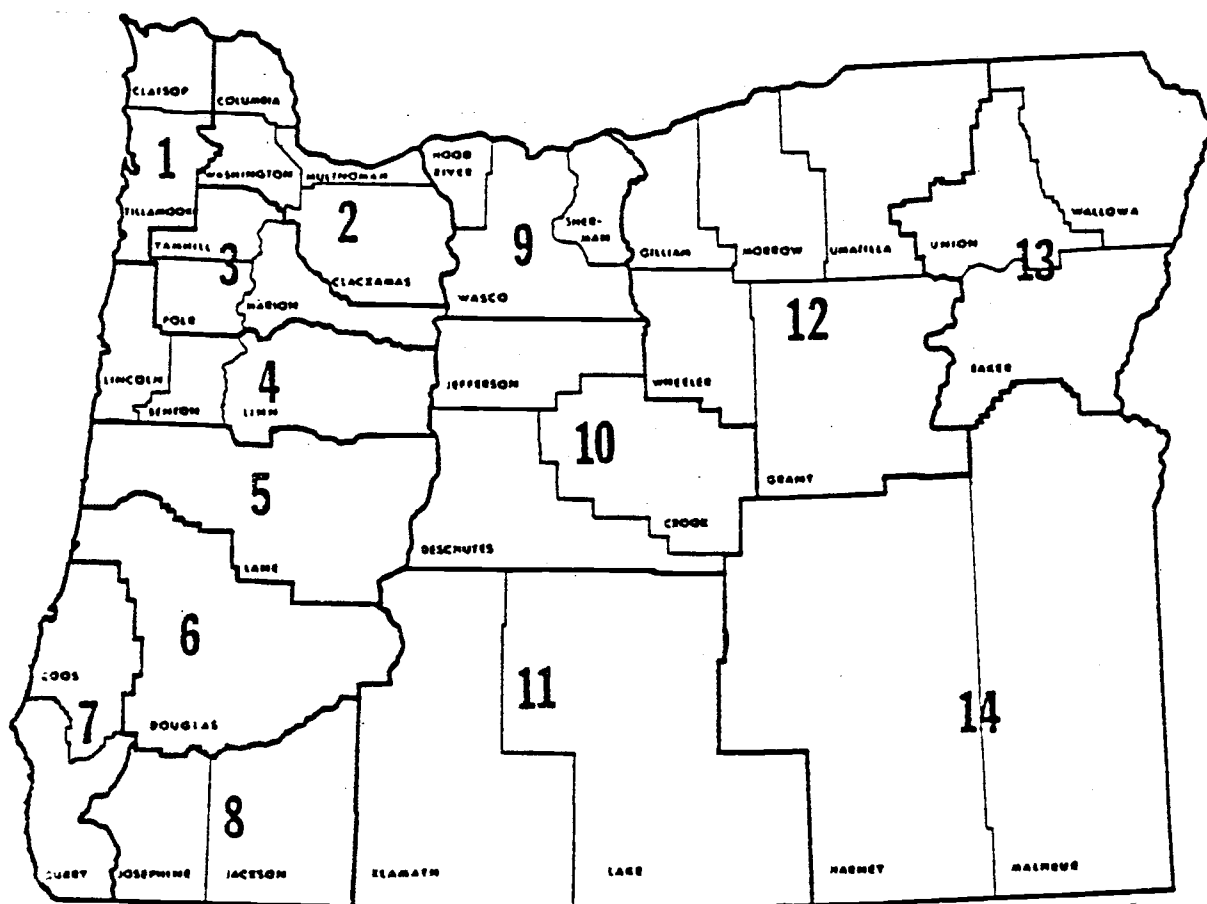 CLATSOP
COLUMBIA
1
WASHINGTON
MULTNOMAH
HOOD
RIVER
TILLAMOOK
YAMHILL
3
2
CLACKAMAS
9
SHER-
MAN
GILLIAM
MORROW
UMATILLA
UNION
WALLOWA
13
WASCO
MARION
POLK
12
LINCOLN
BENTON
4
LINN
JEFFERSON
WHEELER
BAKER
10
5
GRANT
CROOK
DESCHUTES
LANE
6
COOS
7
DOUGLAS
11
14
8
CURRY
JOSEPHINE
JACKSON
KLAMATH
LAKE
HARNEY
MALHEUR